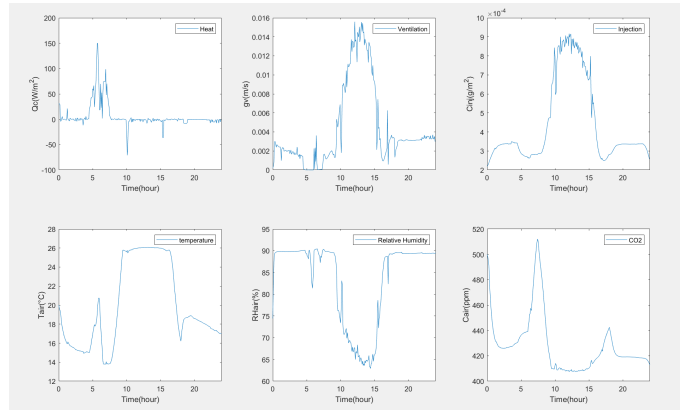 Heat
Qc(W/m²)
200
150
100
50
0
-50
-100
0 5 10 15 20
Time(hour)
Ventilation
gv(m/s)
0.016
0.014
0.012
0.01
0.008
0.006
0.004
0.002
0
0 5 10 15 20
Time(hour)
×10⁻⁴
Injection
Cinj(g/m²)
10
9
8
7
6
5
4
3
2
0 5 10 15 20
Time(hour)
temperature
Tair(°C)
28
26
24
22
20
18
16
14
12
0 5 10 15 20
Time(hour)
Relative Humidity
RHair(%)
95
90
85
80
75
70
65
60
0 5 10 15 20
Time(hour)
CO2
Cair(ppm)
520
500
480
460
440
420
400
0 5 10 15 20
Time(hour)